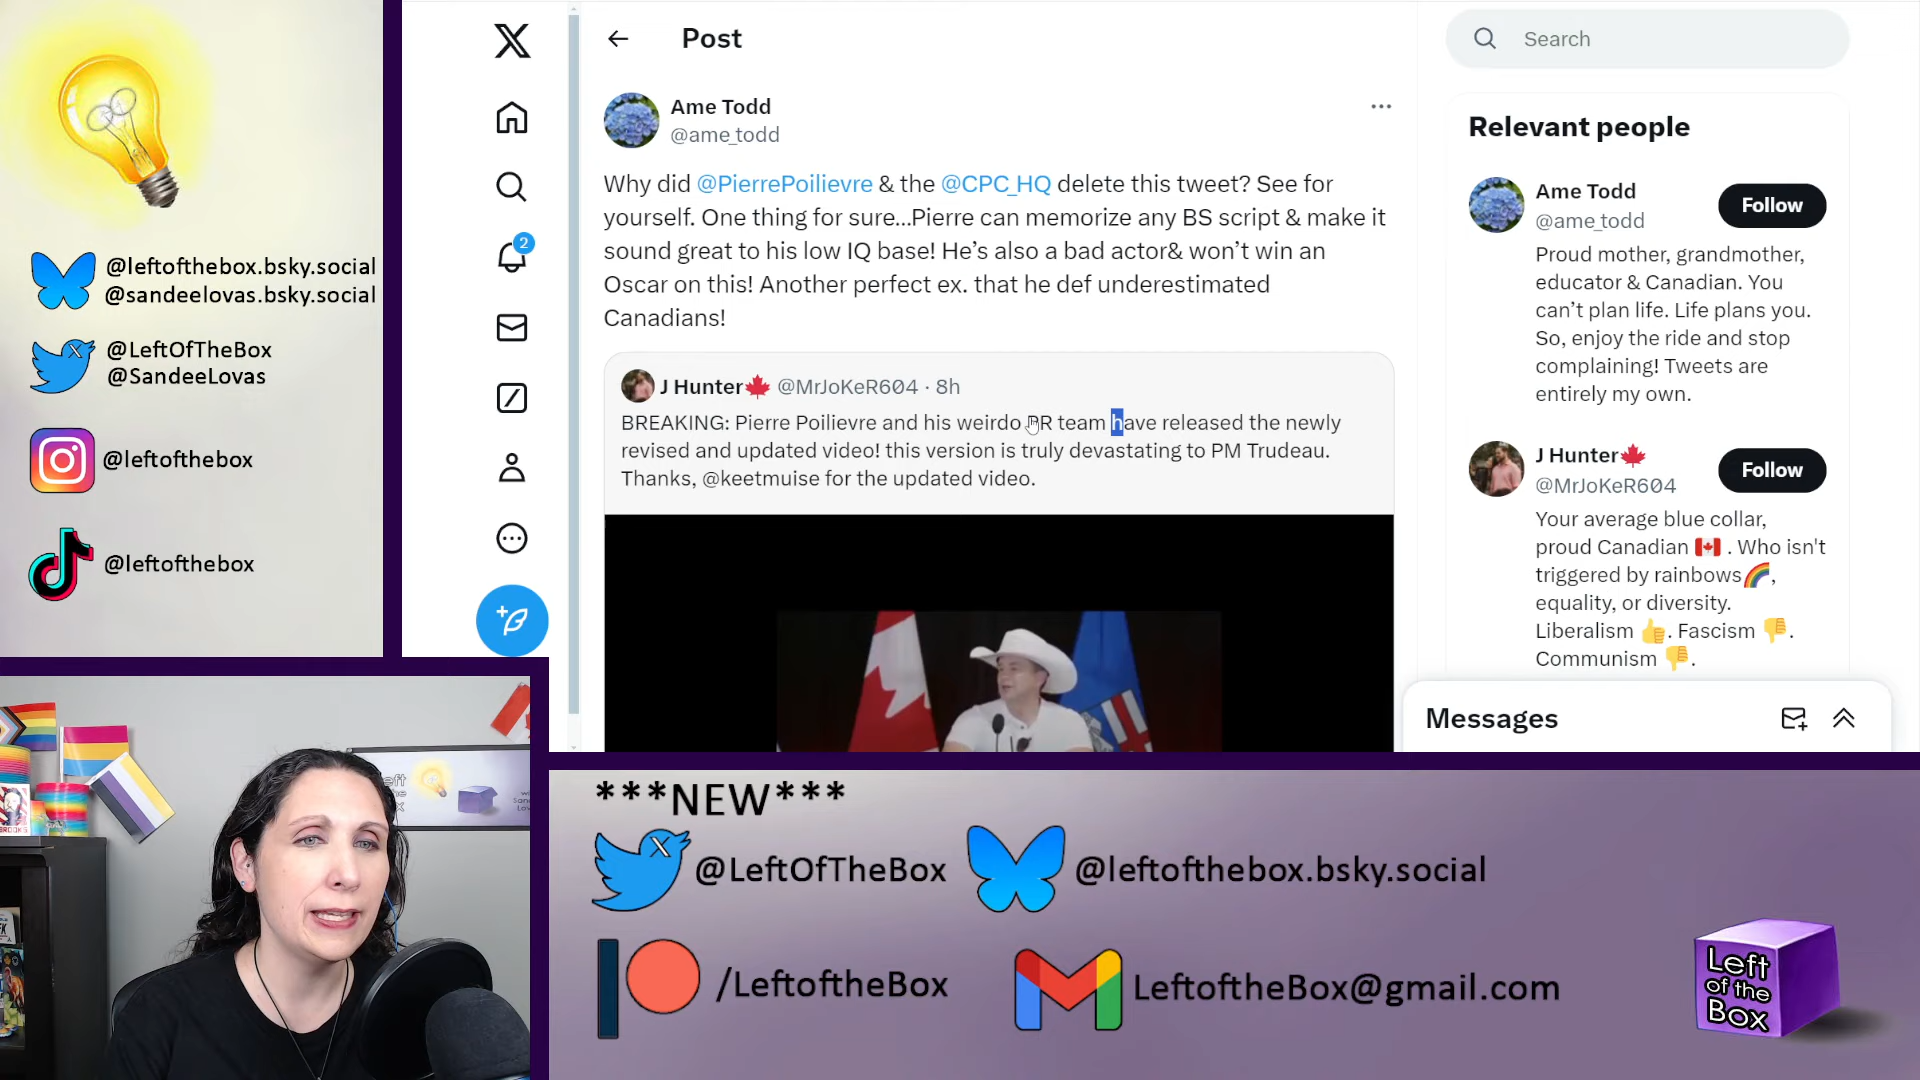 @leftofthebox.bsky.social
@sandeelovas.bsky.social
@LeftOfTheBox
@SandeeLovas
@leftofthebox
@leftofthebox
2
Post
Ame Todd
@ame_todd
Why did @PierrePoilievre & the @CPC_HQ delete this tweet? See for
yourself. One thing for sure...Pierre can memorize any BS script & make it
sound great to his low IQ base! He’s also a bad actor& won’t win an
Oscar on this! Another perfect ex. that he def underestimated
Canadians!
J Hunter🍁 @MrJoKeR604 · 8h
BREAKING: Pierre Poilievre and his weirdo PR team have released the newly
revised and updated video! this version is truly devastating to PM Trudeau.
Thanks, @keetmuise for the updated video.
Search
Relevant people
Ame Todd
@ame_todd
Follow
Proud mother, grandmother,
educator & Canadian. You
can’t plan life. Life plans you.
So, enjoy the ride and stop
complaining! Tweets are
entirely my own.
J Hunter🍁
@MrJoKeR604
Follow
Your average blue collar,
proud Canadian 🇨🇦 . Who isn't
triggered by rainbows🌈,
equality, or diversity.
Liberalism 👍. Fascism 👎.
Communism 👎.
Messages
***NEW***
@LeftOfTheBox
@leftofthebox.bsky.social
/LeftoftheBox
LeftoftheBox@gmail.com
Left
of the
Box